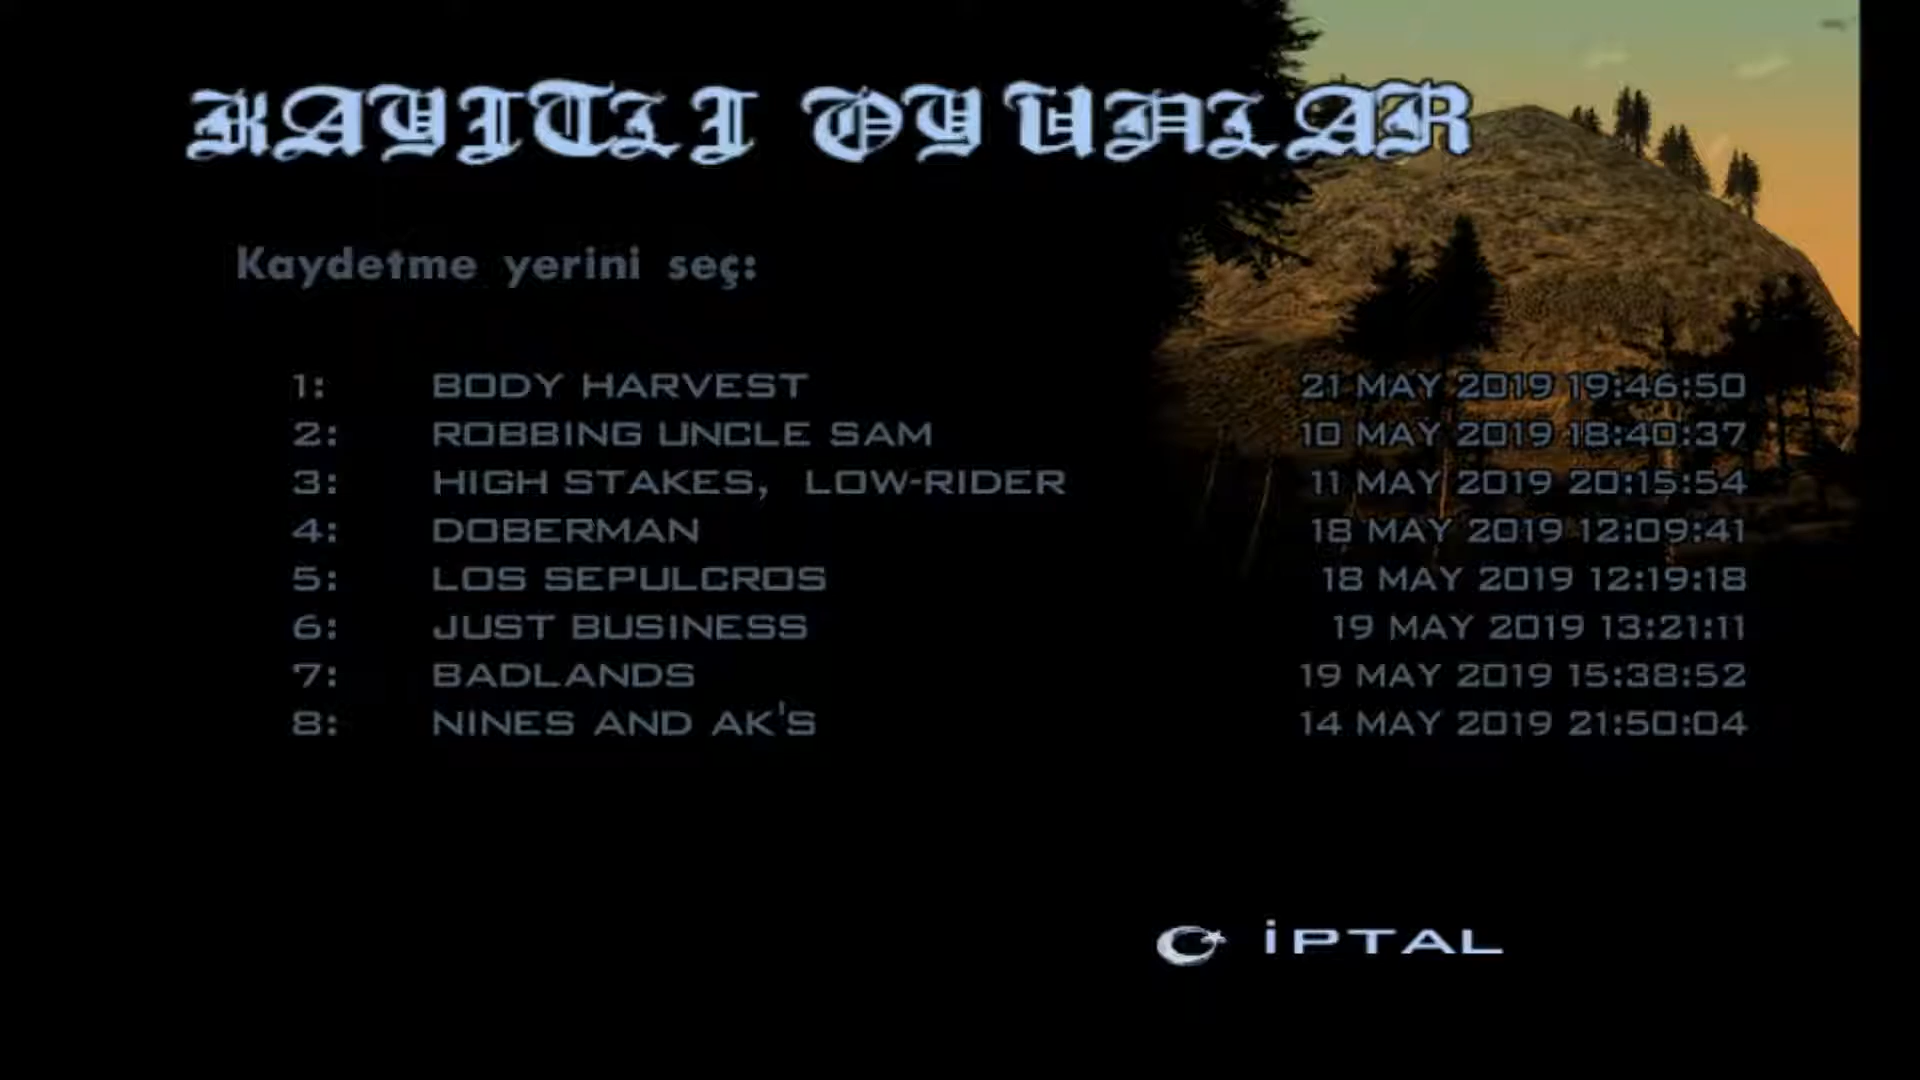 KAYITLI OYUNLAR
Kaydetme yerini seç:
1: BODY HARVEST 21 MAY 2019 19:46:50
2: ROBBING UNCLE SAM 10 MAY 2019 18:40:37
3: HIGH STAKES, LOW-RIDER 11 MAY 2019 20:15:54
4: DOBERMAN 18 MAY 2019 12:09:41
5: LOS SEPULCROS 18 MAY 2019 12:19:18
6: JUST BUSINESS 19 MAY 2019 13:21:11
7: BADLANDS 19 MAY 2019 15:38:52
8: NINES AND AK'S 14 MAY 2019 21:50:04
İPTAL